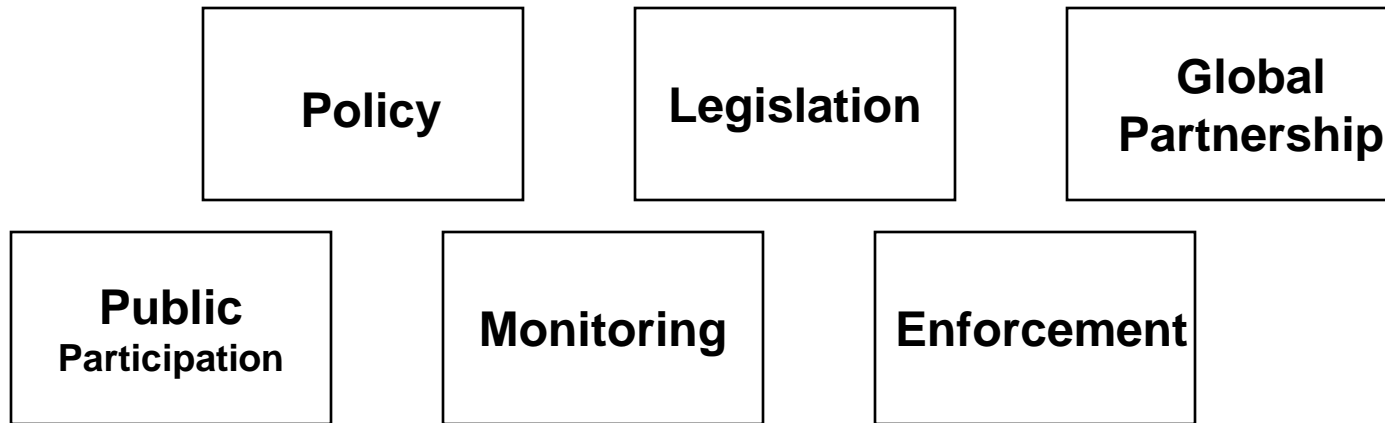 Policy
Legislation
Global
Partnership
Public
Participation
Monitoring
Enforcement